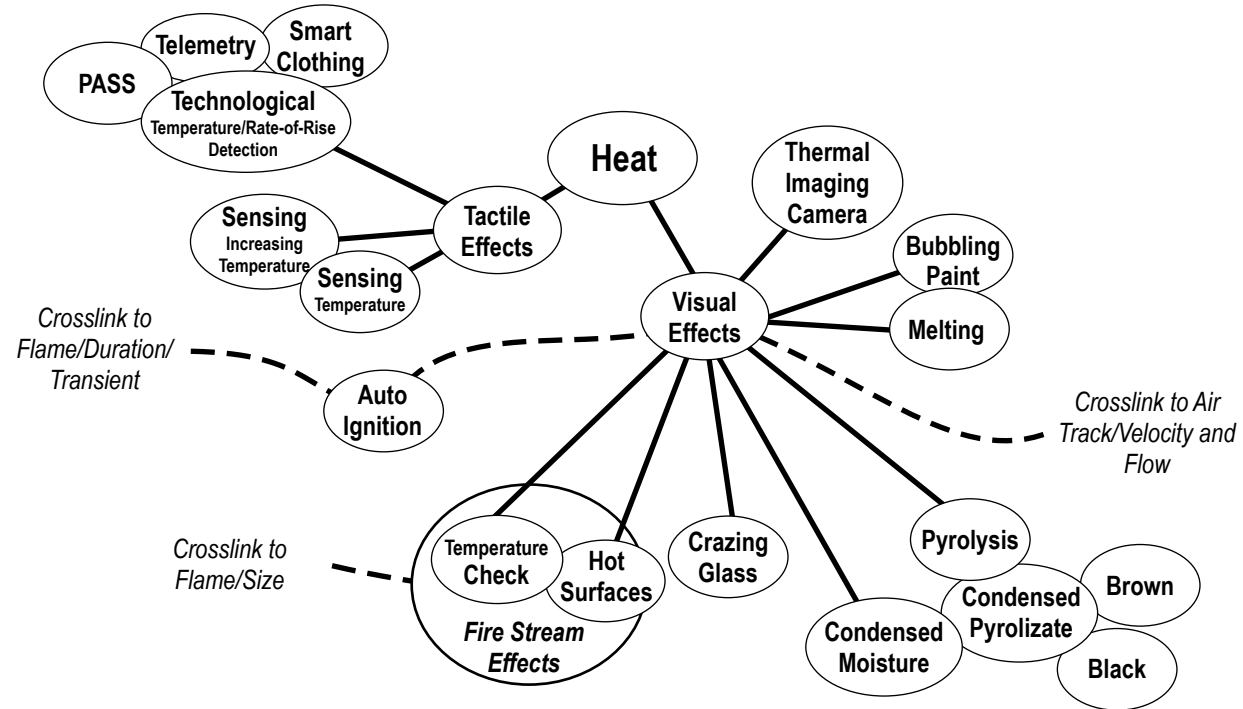 Telemetry
Smart
Clothing
PASS
Technological
Temperature/Rate-of-Rise
Detection
Heat
Thermal
Imaging
Camera
Sensing
Increasing
Temperature
Tactile
Effects
Sensing
Temperature
Bubbling
Paint
Visual
Effects
Melting
Crosslink to
Flame/Duration/
Transient
Auto
Ignition
Crosslink to Air
Track/Velocity and
Flow
Crosslink to
Flame/Size
Temperature
Check
Hot
Surfaces
Fire Stream
Effects
Crazing
Glass
Pyrolysis
Condensed
Pyrolizate
Brown
Black
Condensed
Moisture